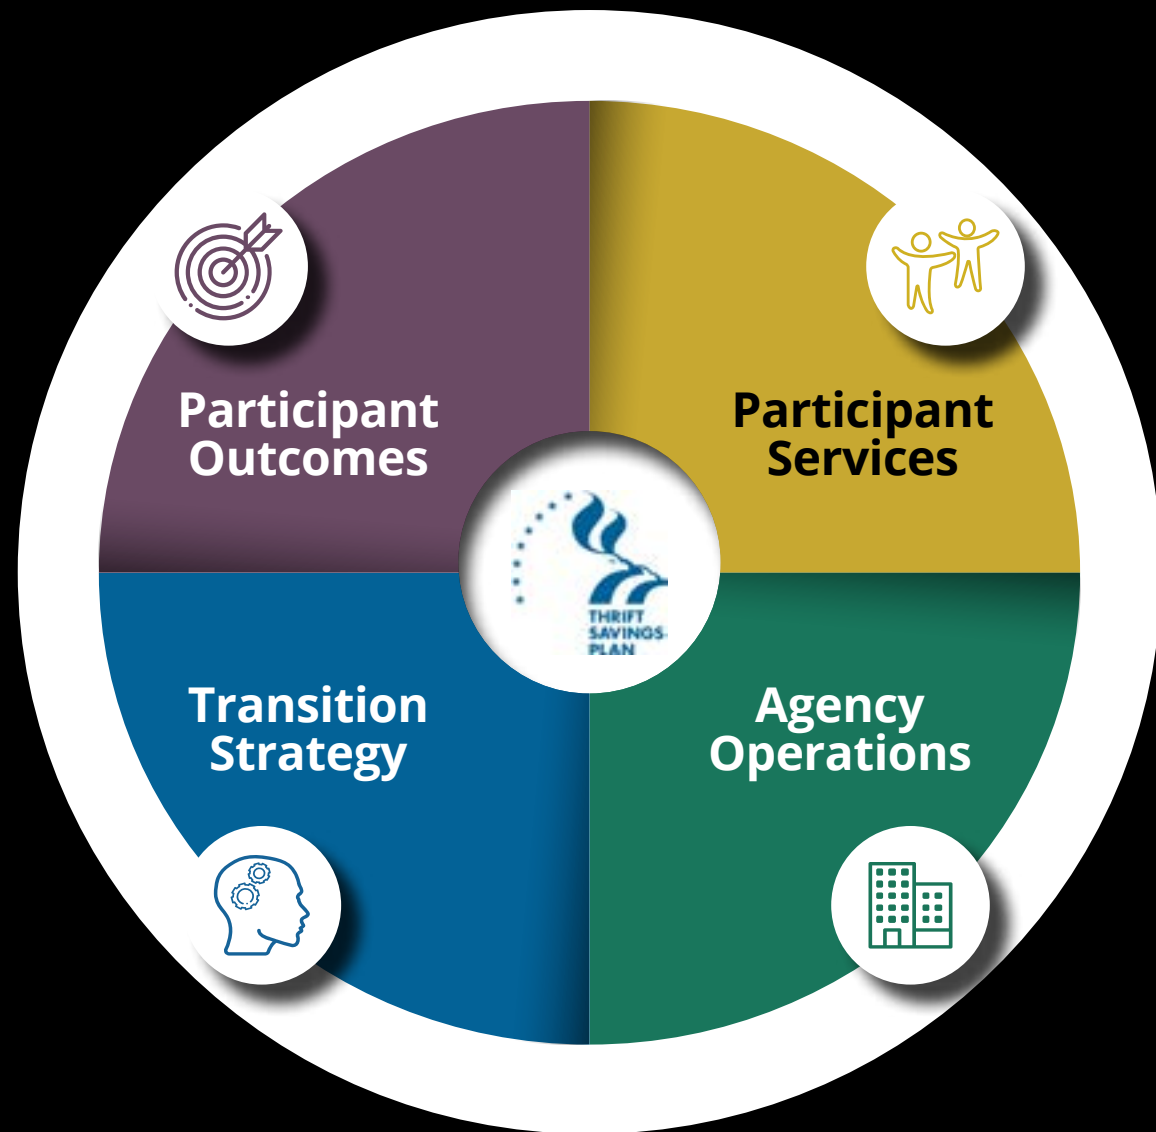 Participant
Outcomes
Participant
Services
THRIFT
SAVINGS
PLAN
Transition
Strategy
Agency
Operations